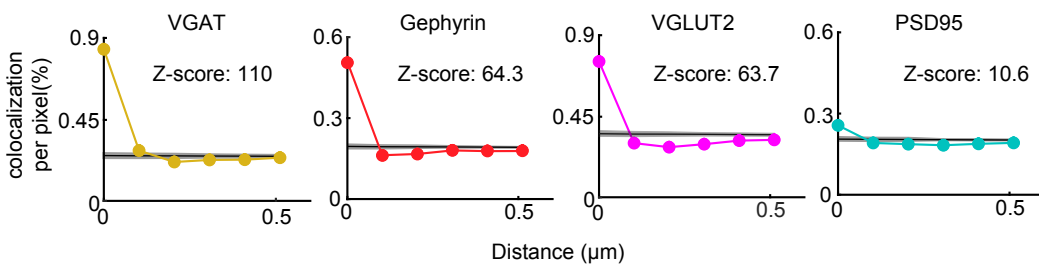 VGAT
Gephyrin
VGLUT2
PSD95
colocalization
per pixel(%)
0.9
0.45
0
Z-score: 110
0
0.5
0.6
0.3
0
Z-score: 64.3
0
0.5
0.9
0.45
0
Z-score: 63.7
0
0.5
0.6
0.3
0
Z-score: 10.6
0
0.5
Distance (µm)